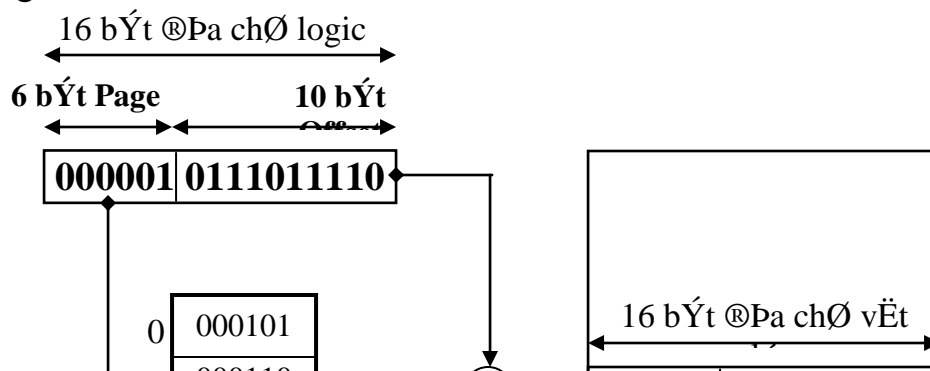 16 bÝt ®Þa chØ logic
6 bÝt Page 10 bÝt
000001 0111011110
16 bÝt ®Þa chØ vËt
0 000101